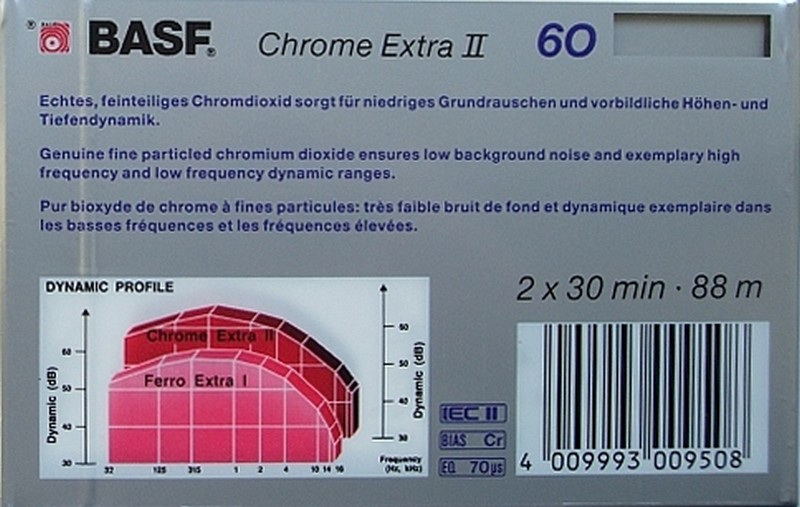 BASF® Chrome Extra II 60
Echtes, feinteiliges Chromdioxid sorgt für niedriges Grundrauschen und vorbildliche Höhen- und
Tiefendynamik.
Genuine fine particled chromium dioxide ensures low background noise and exemplary high
frequency and low frequency dynamic ranges.
Pur bioxyde de chrome à fines particules: très faible bruit de fond et dynamique exemplaire dans
les basses fréquences et les fréquences élevées.
2 x 30 min · 88 m
DYNAMIC PROFILE
Chrome Extra II
Ferro Extra I
Dynamic (dB)
60
50
40
30
32 125 315 1 2 4 10 14 16
Frequency
(Hz, kHz)
60
50
40
30
Dynamic (dB)
IEC II
BIAS Cr
EQ. 70µs
4 009993 009508